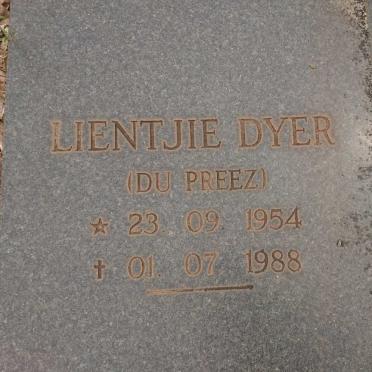 LIENTJIE DYER
(DU PREEZ)
☆ 23. 09. 1954
✝ 01. 07. 1988